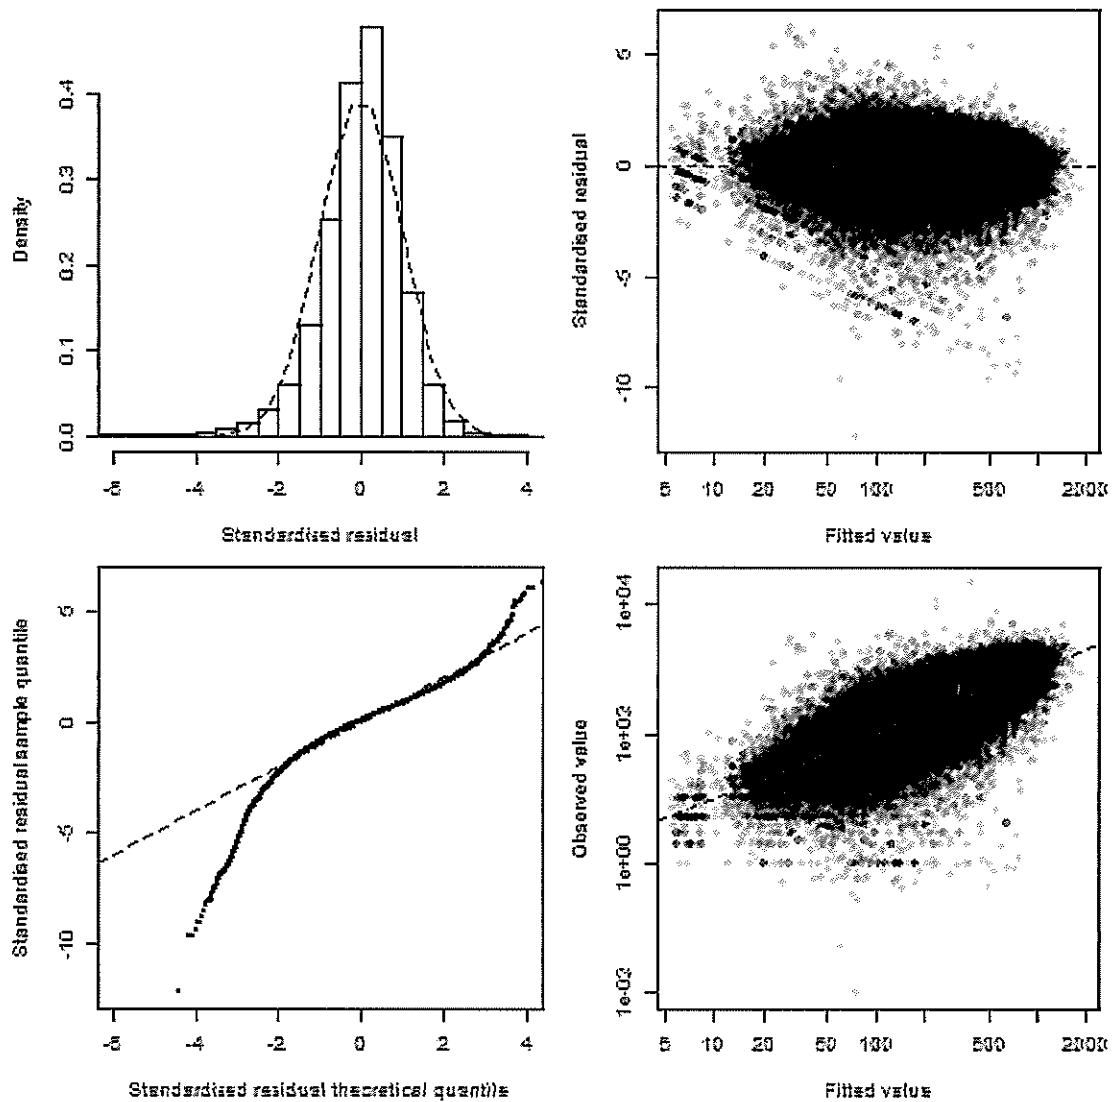 Density
0.0 0.1 0.2 0.3 0.4
-6 -4 -2 0 2 4
Standardised residual
Standardised residual
-10 -5 0 5
5 10 20 50 100 500 2000
Fitted value
Standardised residual sample quantile
-10 -5 0 5
-6 -4 -2 0 2 4
Standardised residual theoretical quantile
Observed value
1e-02 1e+00 1e+02 1e+04
5 10 20 50 100 500 2000
Fitted value